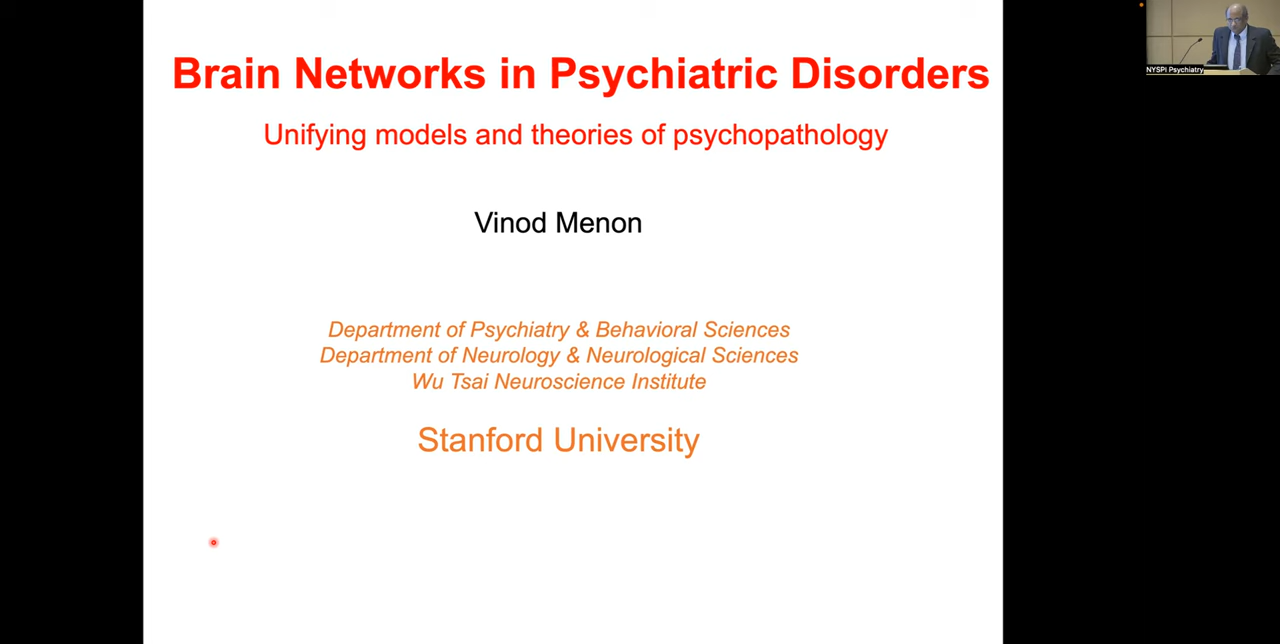 Brain Networks in Psychiatric Disorders
Unifying models and theories of psychopathology
Vinod Menon
Department of Psychiatry & Behavioral Sciences
Department of Neurology & Neurological Sciences
Wu Tsai Neuroscience Institute
Stanford University
NYSPI Psychiatry